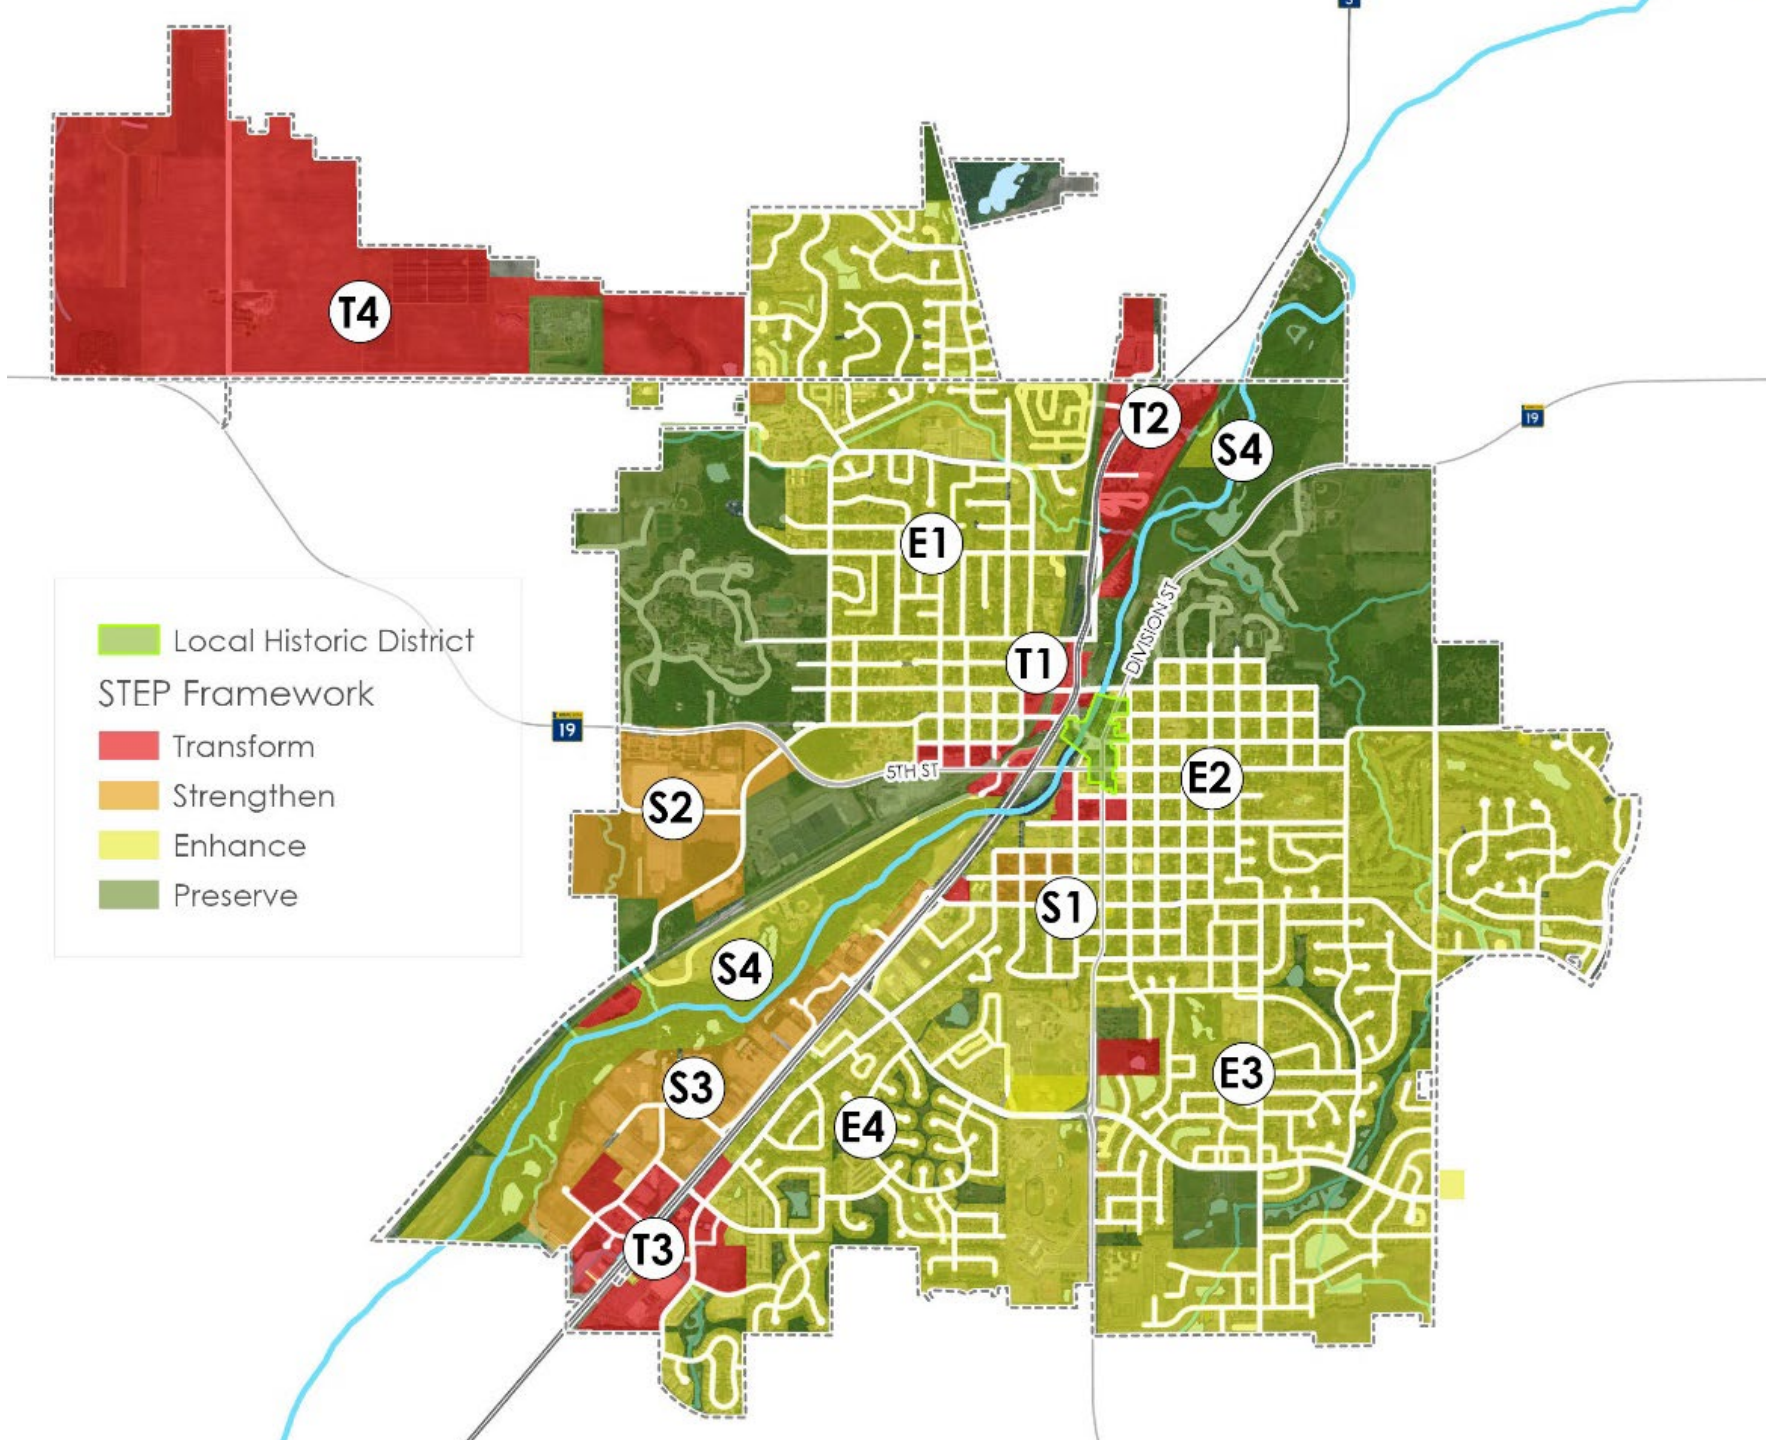 3
T4
T2
19
S4
E1
Local Historic District
STEP Framework
Transform
Strengthen
Enhance
Preserve
DIVISION ST
T1
19
5TH ST
E2
S2
S1
S4
S3
E3
E4
T3